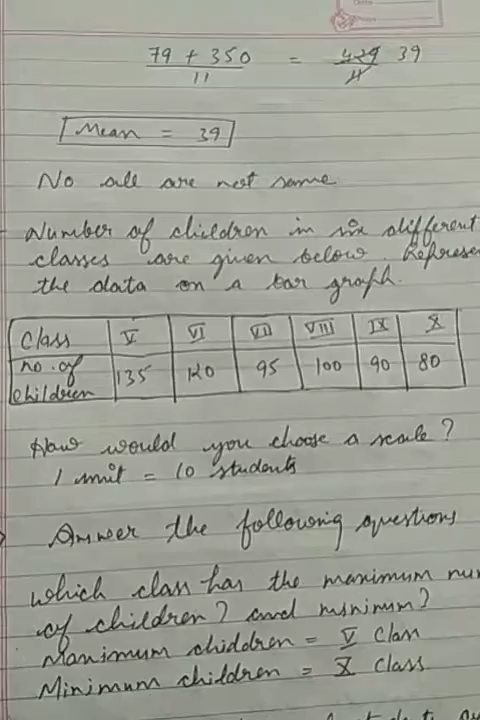 79 + 350 = 429 39
11 11
Mean = 39
No all are not same.
Number of children in six different
classes are given below. Represe
the data on a bar graph.
Class V VI VII VIII IX X
no. of children 135 120 95 100 90 80
How would you choose a scale?
1 unit = 10 students
Answer the following questions
which class has the maximum num
of children? and minimum?
Maximum children = V Class
Minimum children = X Class